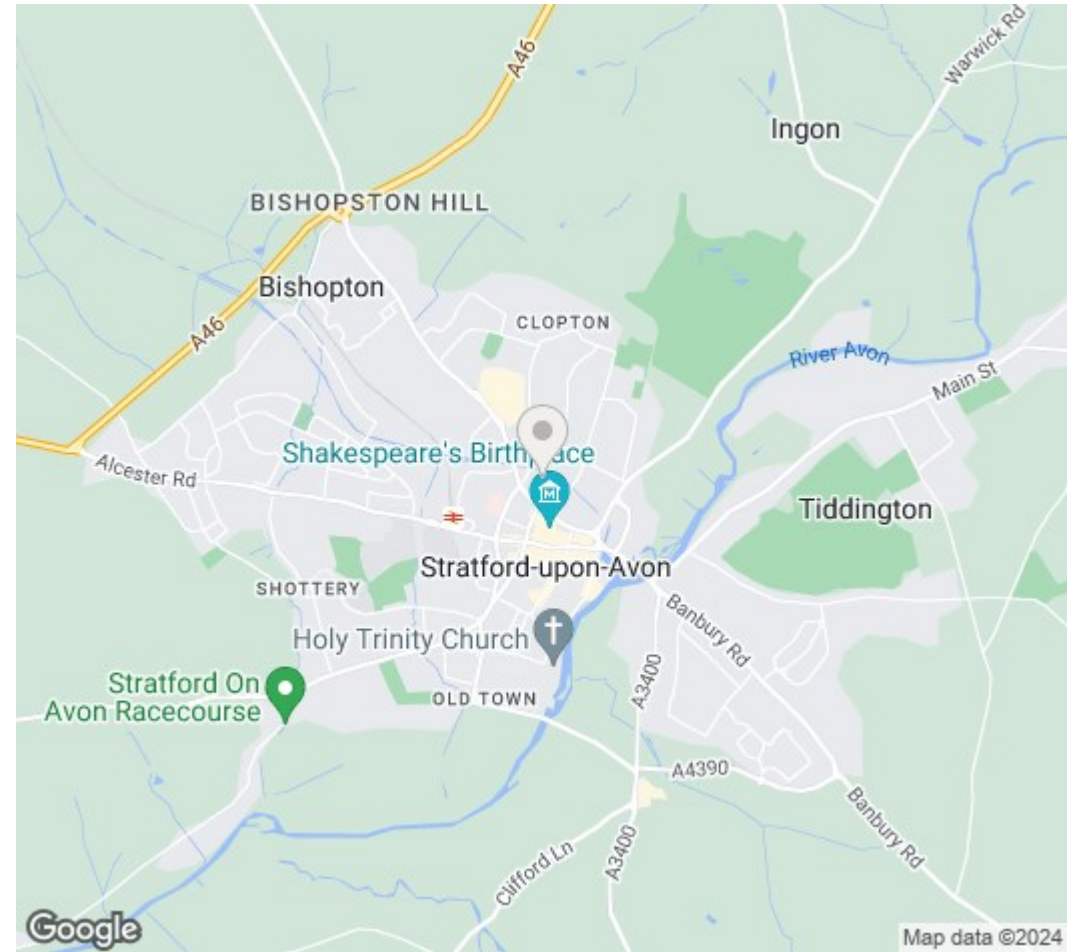 A46
Warwick Rd
Ingon
BISHOPSTON HILL
Bishopton
CLOPTON
A46
River Avon
Main St
Shakespeare's Birthplace
Alcester Rd
Tiddington
Stratford-upon-Avon
SHOTTERY
Banbury Rd
Holy Trinity Church
A3400
Stratford On
Avon Racecourse
OLD TOWN
A4390
Banbury Rd
Clifford Ln
A3400
Google
Map data ©2024